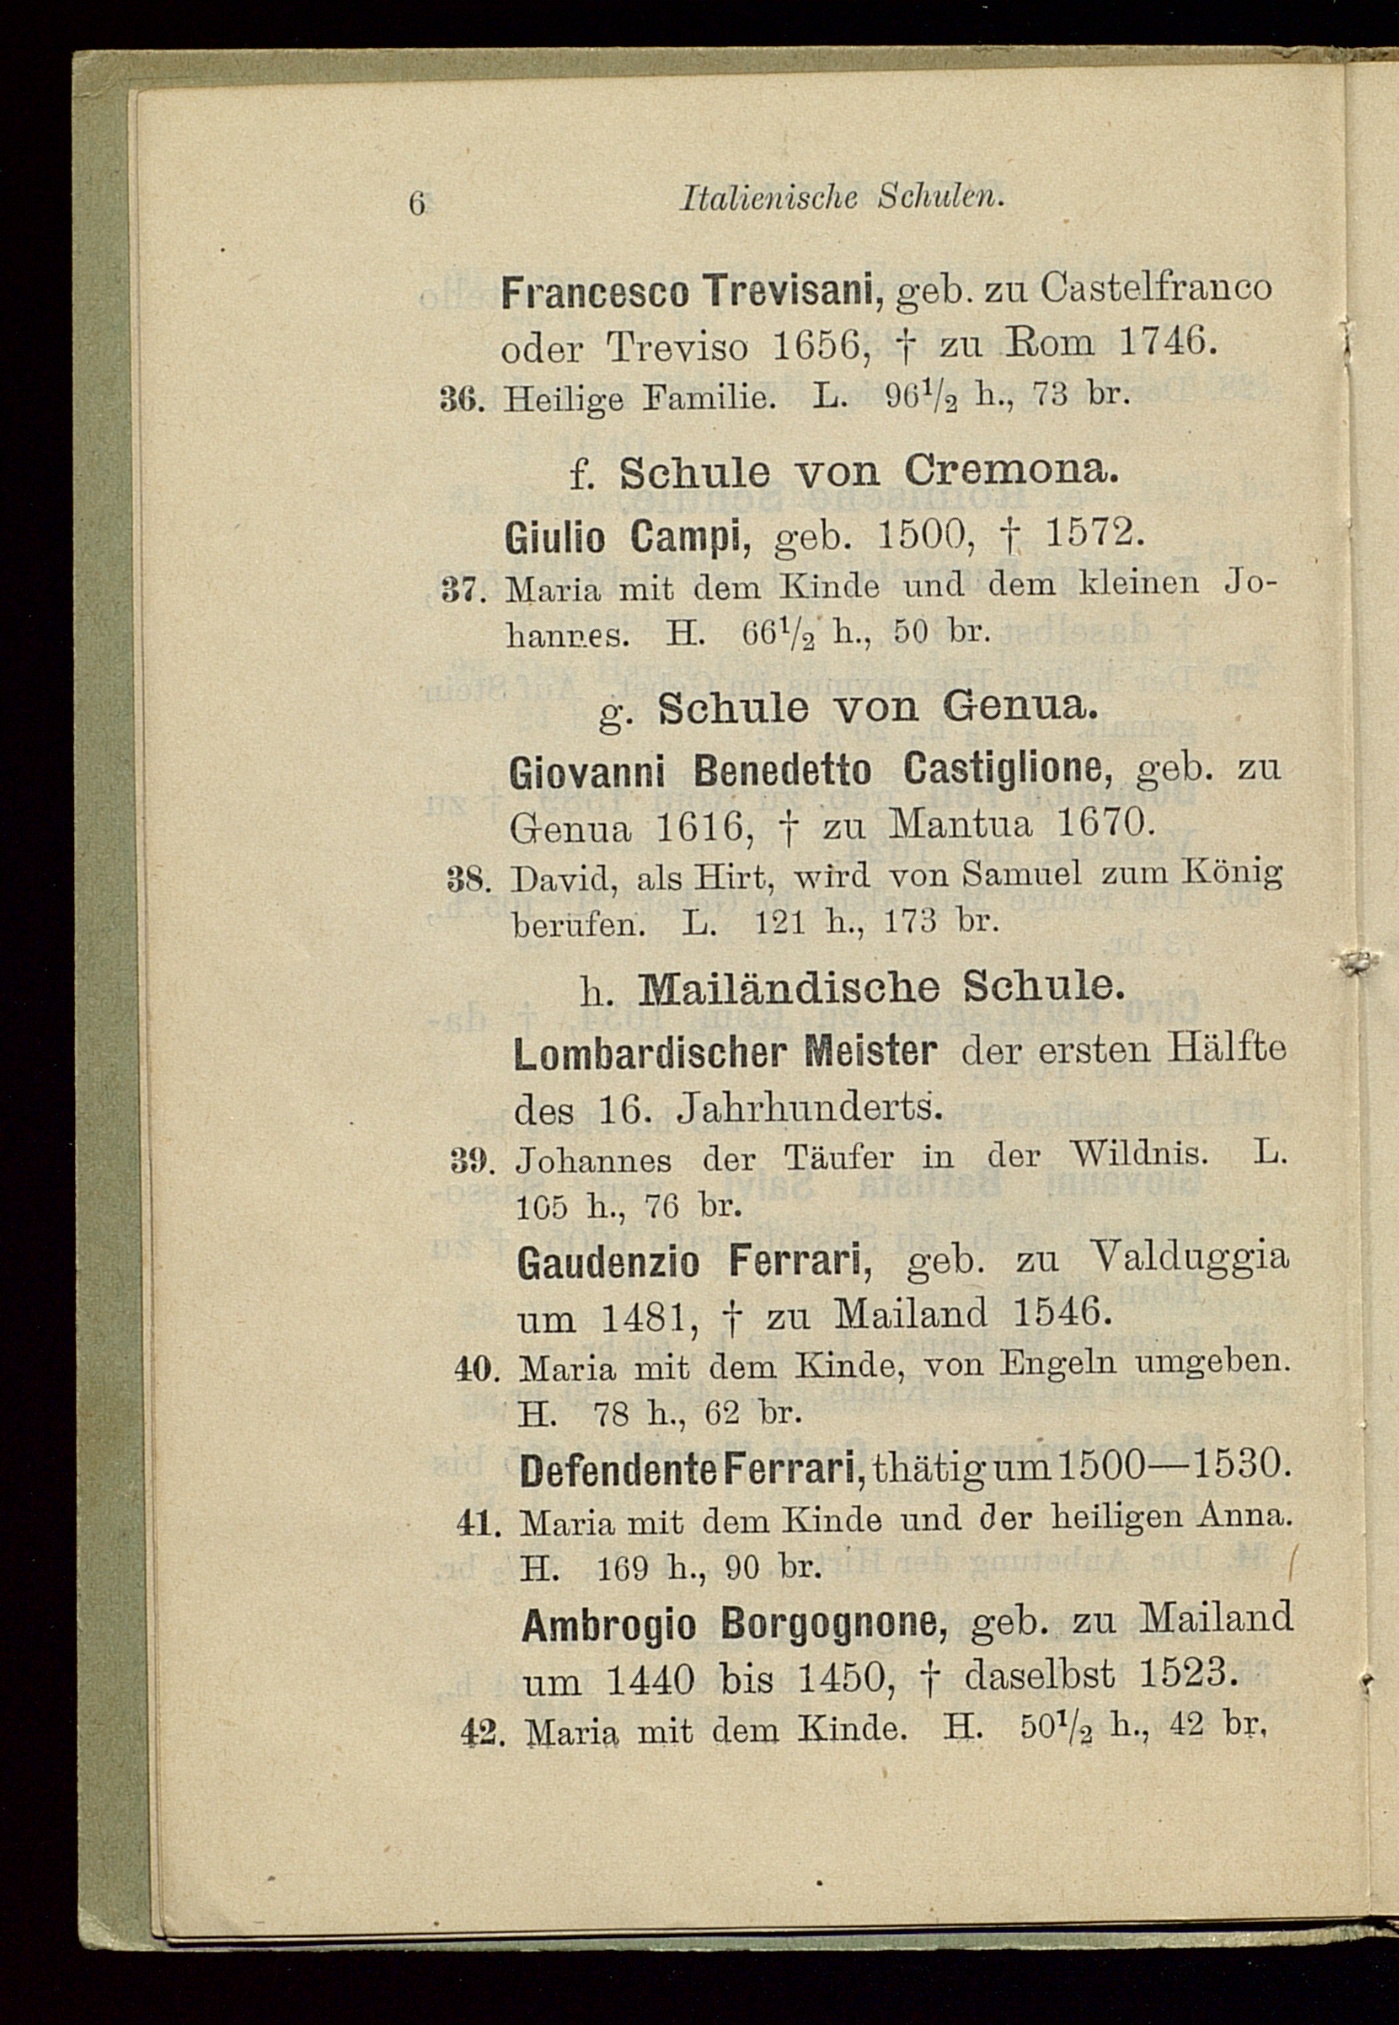 6 Italienische Schulen.
Francesco Trevisani, geb. zu Castelfranco
oder Treviso 1656, † zu Rom 1746.
36. Heilige Familie. L. 96½ h., 73 br.
f. Schule von Cremona.
Giulio Campi, geb. 1500, † 1572.
37. Maria mit dem Kinde und dem kleinen Jo-
hannes. H. 66½ h., 50 br.
g. Schule von Genua.
Giovanni Benedetto Castiglione, geb. zu
Genua 1616, † zu Mantua 1670.
38. David, als Hirt, wird von Samuel zum König
berufen. L. 121 h., 173 br.
h. Mailändische Schule.
Lombardischer Meister der ersten Hälfte
des 16. Jahrhunderts.
39. Johannes der Täufer in der Wildnis. L.
105 h., 76 br.
Gaudenzio Ferrari, geb. zu Valduggia
um 1481, † zu Mailand 1546.
40. Maria mit dem Kinde, von Engeln umgeben.
H. 78 h., 62 br.
Defendente Ferrari, thätig um 1500—1530.
41. Maria mit dem Kinde und der heiligen Anna.
H. 169 h., 90 br.
Ambrogio Borgognone, geb. zu Mailand
um 1440 bis 1450, † daselbst 1523.
42. Maria mit dem Kinde. H. 50½ h., 42 br.